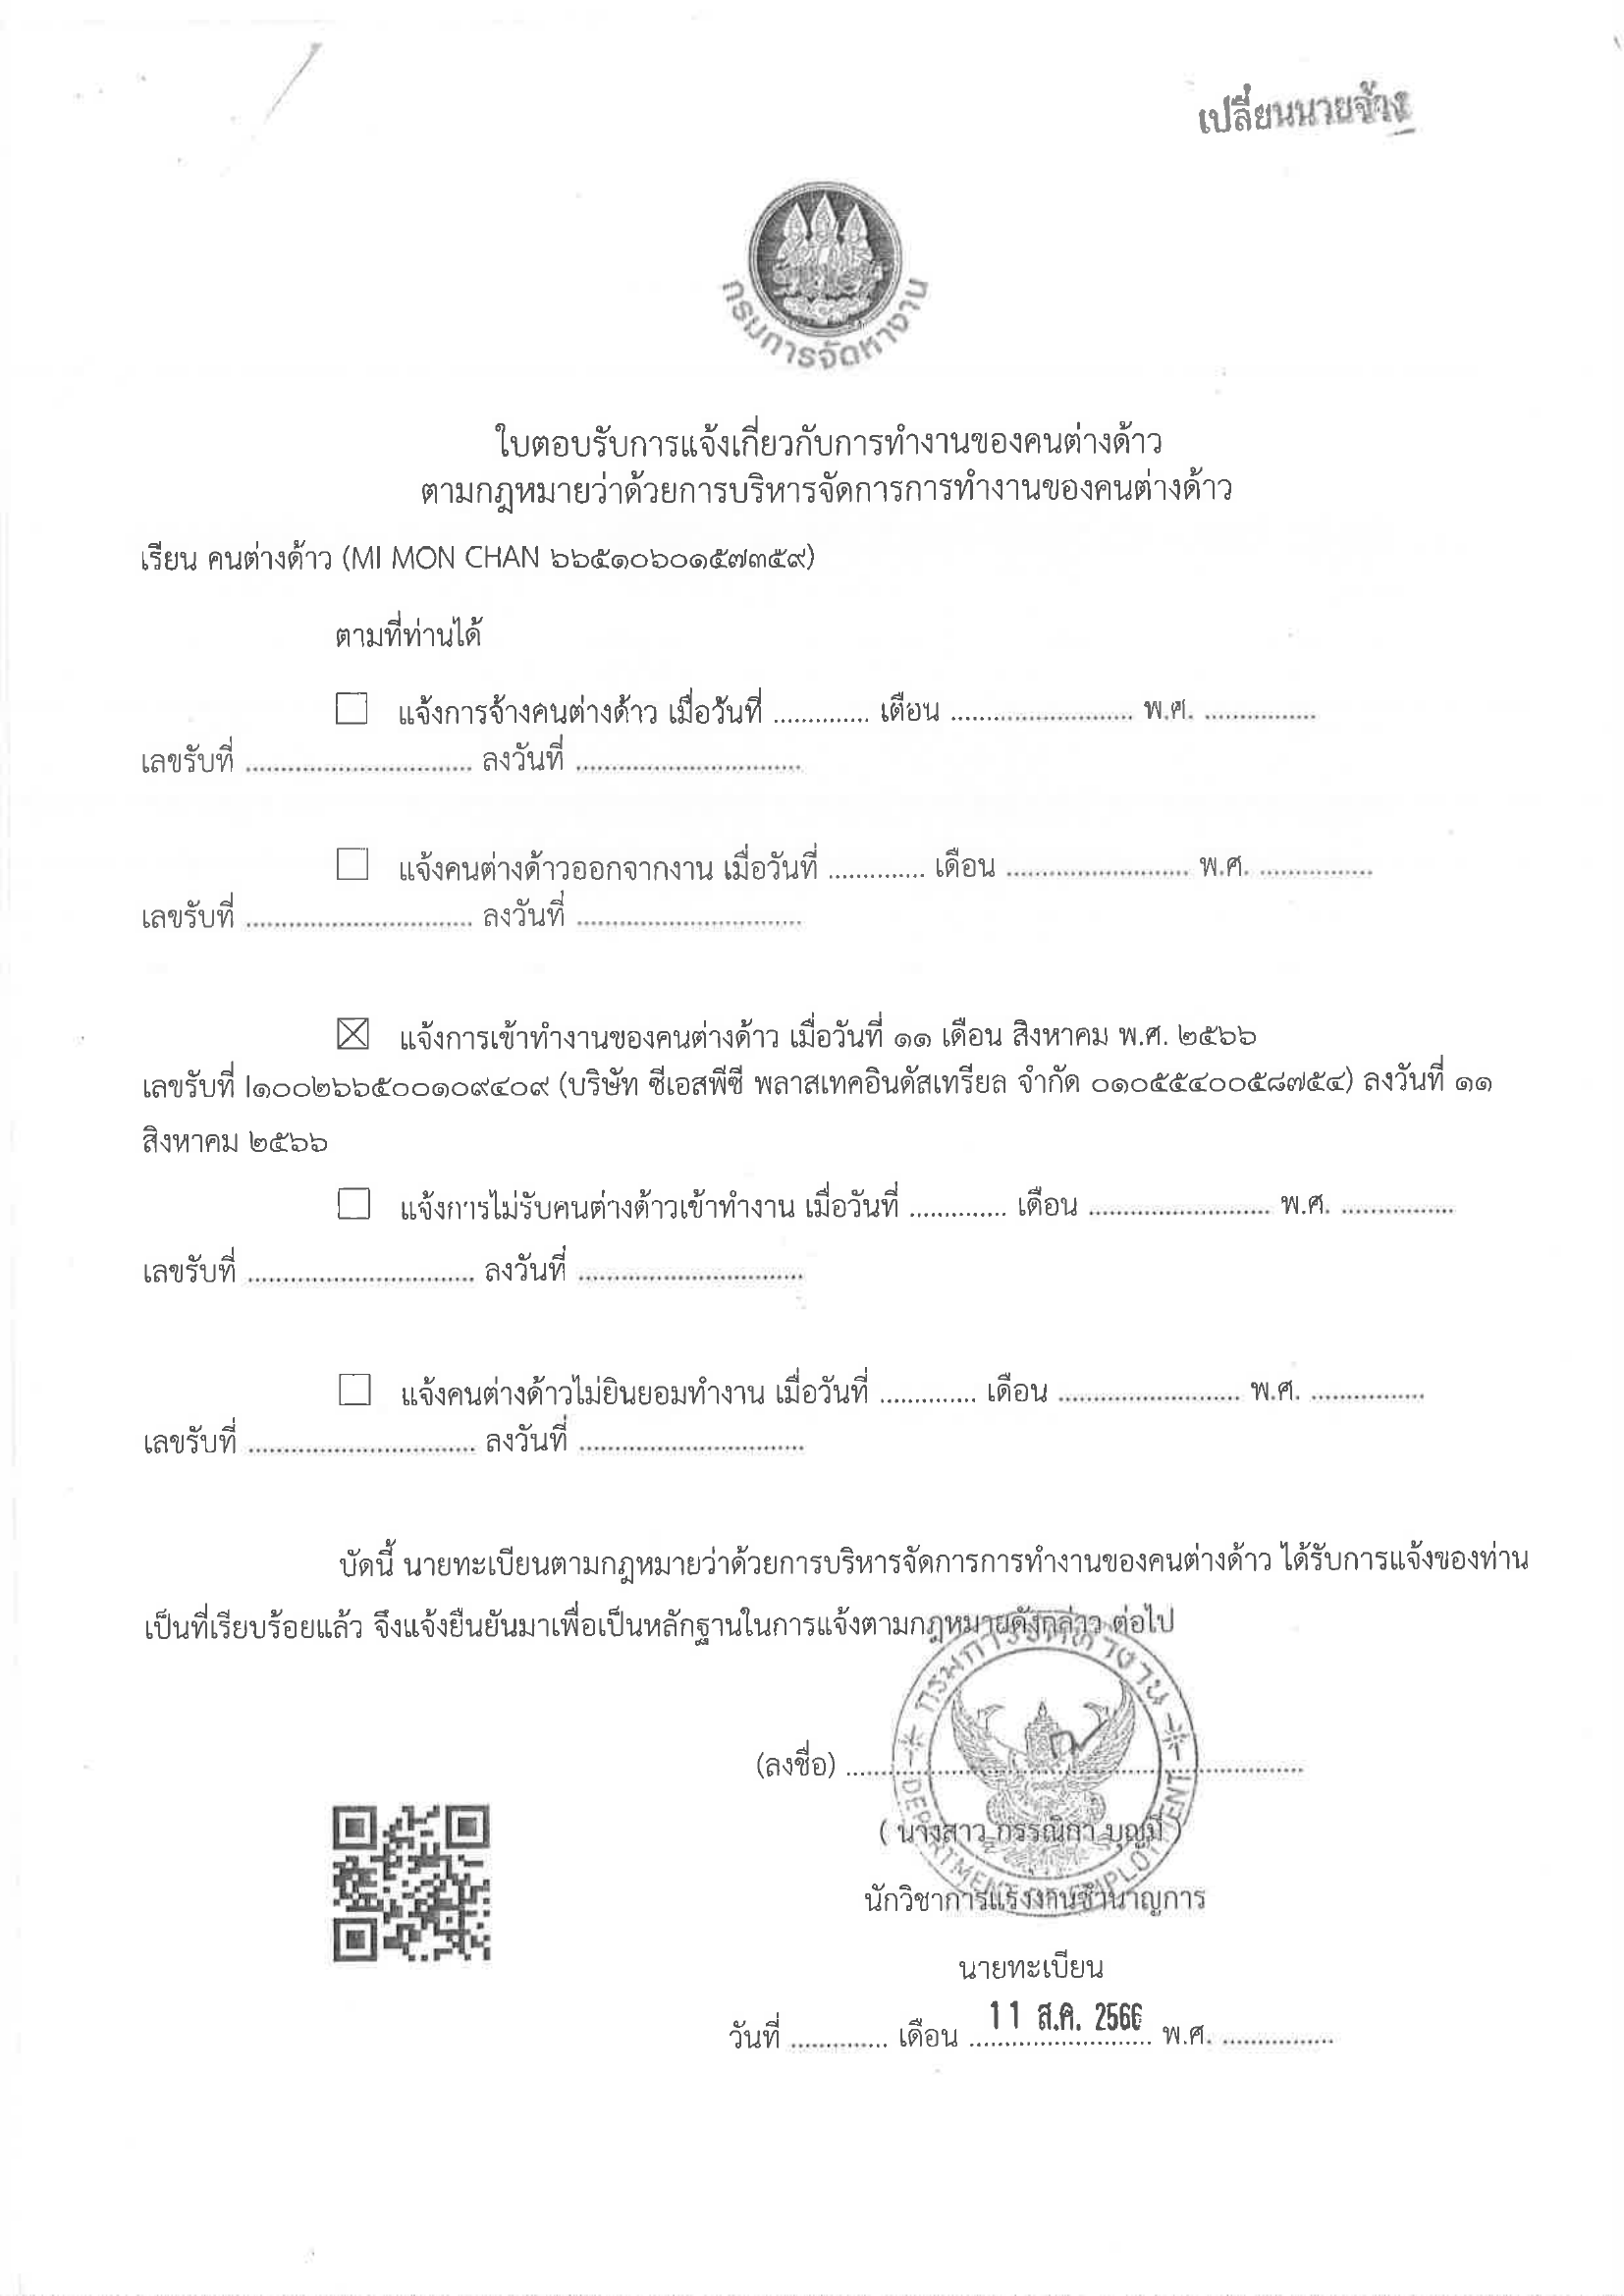 เปลี่ยนนายจ้าง
กรมการจัดหางาน
ใบตอบรับการแจ้งเกี่ยวกับการทำงานของคนต่างด้าว
ตามกฎหมายว่าด้วยการบริหารจัดการการทำงานของคนต่างด้าว
เรียน คนต่างด้าว (MI MON CHAN ๖๖๕๑๐๖๐๑๕๗๓๕๙)
ตามที่ท่านได้
☐ แจ้งการจ้างคนต่างด้าว เมื่อวันที่ .............. เดือน .......................... พ.ศ. ................
เลขรับที่ ................................ ลงวันที่ ................................
☐ แจ้งคนต่างด้าวออกจากงาน เมื่อวันที่ .............. เดือน .......................... พ.ศ. ................
เลขรับที่ ................................ ลงวันที่ ................................
☒ แจ้งการเข้าทำงานของคนต่างด้าว เมื่อวันที่ ๑๑ เดือน สิงหาคม พ.ศ. ๒๕๖๖
เลขรับที่ I๑๐๐๒๖๖๕๐๐๑๐๙๔๐๙ (บริษัท ซีเอสพีซี พลาสเทคอินดัสเทรียล จำกัด ๐๑๐๕๕๔๐๐๕๘๗๕๔) ลงวันที่ ๑๑
สิงหาคม ๒๕๖๖
☐ แจ้งการไม่รับคนต่างด้าวเข้าทำงาน เมื่อวันที่ .............. เดือน .......................... พ.ศ. ................
เลขรับที่ ................................ ลงวันที่ ................................
☐ แจ้งคนต่างด้าวไม่ยินยอมทำงาน เมื่อวันที่ .............. เดือน .......................... พ.ศ. ................
เลขรับที่ ................................ ลงวันที่ ................................
บัดนี้ นายทะเบียนตามกฎหมายว่าด้วยการบริหารจัดการการทำงานของคนต่างด้าว ได้รับการแจ้งของท่าน
เป็นที่เรียบร้อยแล้ว จึงแจ้งยืนยันมาเพื่อเป็นหลักฐานในการแจ้งตามกฎหมายดังกล่าว ต่อไป
กรมการจัดหางาน
(ลงชื่อ) ................................................................
DEPARTMENT OF EMPLOYMENT
( นางสาว กรรณิกา บุญมี )
นักวิชาการแรงงานชำนาญการ
นายทะเบียน
11 ส.ค. 2566
วันที่ .............. เดือน .......................... พ.ศ. ................